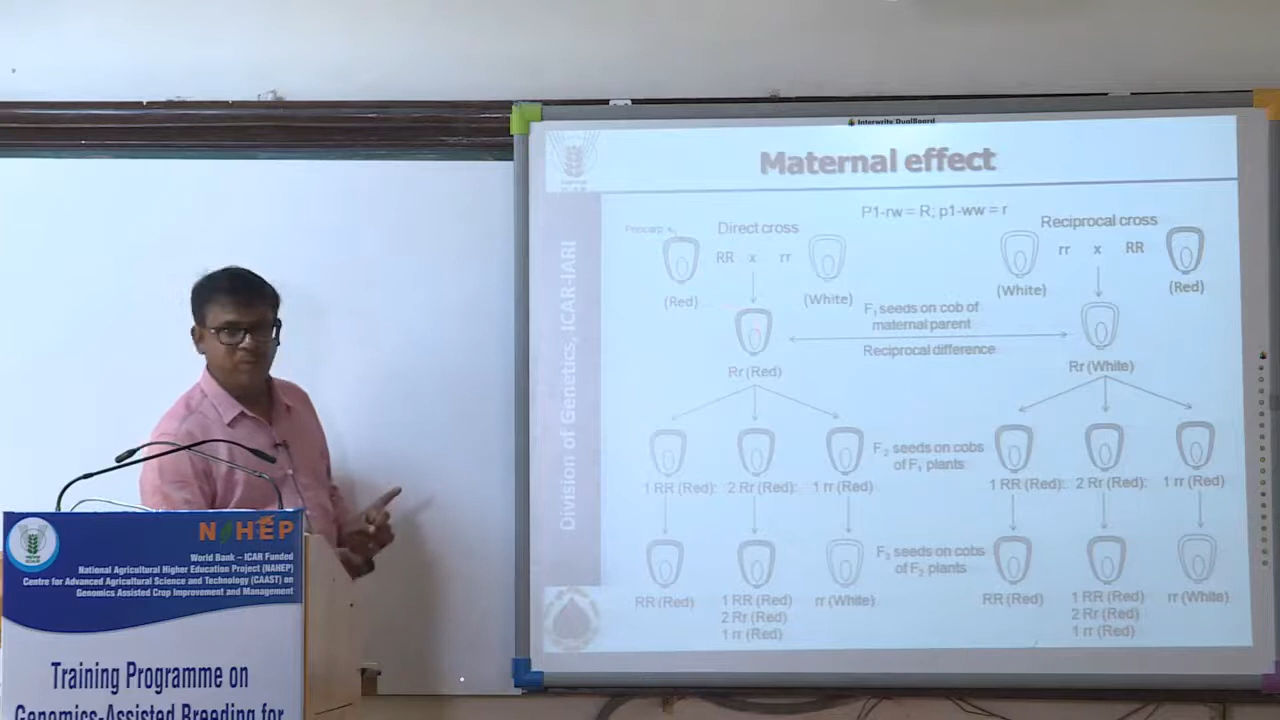 Interwrite DualBoard
Maternal effect
P1-rw = R; p1-ww = r
Pericarp
Direct cross
Reciprocal cross
RR x rr
rr x RR
(Red)
(White)
(White)
(Red)
F₁ seeds on cob of
maternal parent
Reciprocal difference
Rr (Red)
Rr (White)
F₂ seeds on cobs
of F₁ plants
1 RR (Red): 2 Rr (Red): 1 rr (Red)
1 RR (Red): 2 Rr (Red): 1 rr (Red)
F₃ seeds on cobs
of F₂ plants
RR (Red)
1 RR (Red)
2 Rr (Red)
1 rr (Red)
rr (White)
RR (Red)
1 RR (Red)
2 Rr (Red)
1 rr (Red)
rr (White)
Division of Genetics, ICAR-IARI
NAHEP
World Bank – ICAR Funded
National Agricultural Higher Education Project (NAHEP)
Centre for Advanced Agricultural Science and Technology (CAAST) on
Genomics Assisted Crop Improvement and Management
Training Programme on
Genomics-Assisted Breeding for